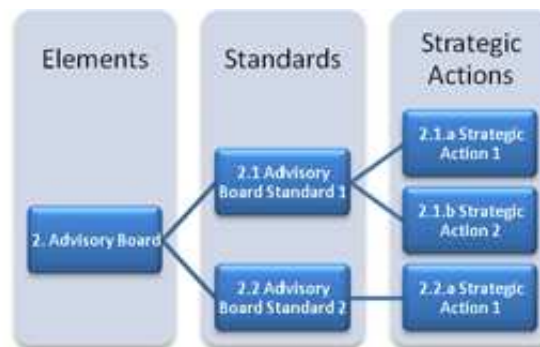 Elements
Standards
Strategic
Actions
2. Advisory Board
2.1 Advisory
Board Standard 1
2.2 Advisory
Board Standard 2
2.1.a Strategic
Action 1
2.1.b Strategic
Action 2
2.2.a Strategic
Action 1